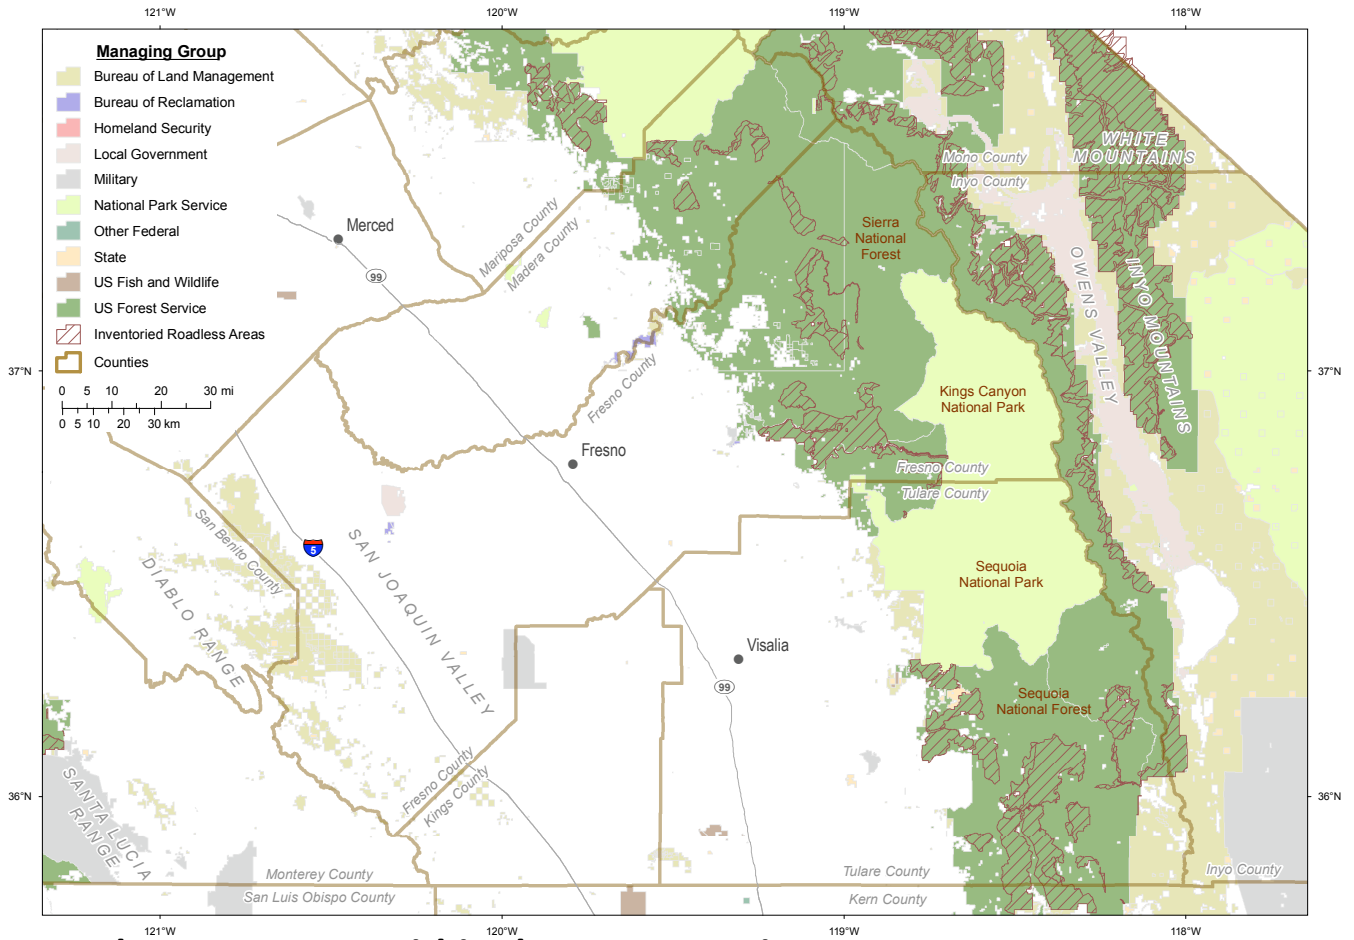 121°W 120°W 119°W 118°W
Managing Group
Bureau of Land Management
Bureau of Reclamation
Homeland Security
Local Government
Military
National Park Service
Other Federal
State
US Fish and Wildlife
US Forest Service
Inventoried Roadless Areas
Counties
0 5 10 20 30 mi
0 5 10 20 30 km
WHITE
MOUNTAINS
Mono County
Inyo County
Merced
99
Mariposa County
Madera County
Sierra
National
Forest
OWENS VALLEY
INYO MOUNTAINS
37°N
37°N
Fresno County
Kings Canyon
National Park
Fresno
Fresno County
Tulare County
San Benito County
5
SAN JOAQUIN VALLEY
DIABLO RANGE
Sequoia
National Park
Visalia
99
Sequoia
National Forest
Fresno County
Kings County
36°N
36°N
SANTA LUCIA
RANGE
Monterey County
San Luis Obispo County
Tulare County
Kern County
Inyo County
121°W 120°W 119°W 118°W